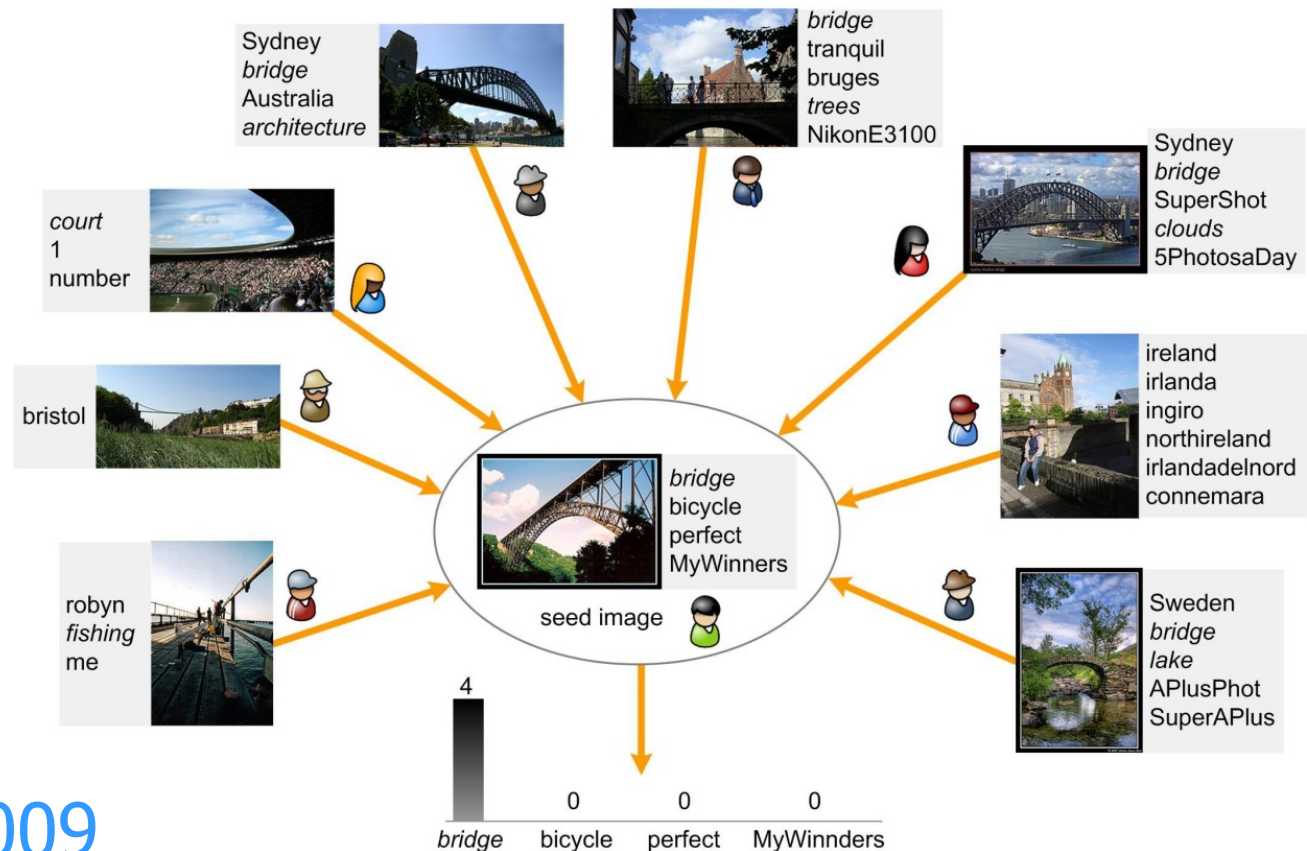 Sydney
bridge
Australia
architecture
bridge
tranquil
bruges
trees
NikonE3100
Sydney
bridge
SuperShot
clouds
5PhotosaDay
court
1
number
bristol
ireland
irlanda
ingiro
northireland
irlandadelnord
connemara
bridge
bicycle
perfect
MyWinners
seed image
robyn
fishing
me
Sweden
bridge
lake
APlusPhot
SuperAPlus
4
0 0 0
bridge bicycle perfect MyWinnders
009